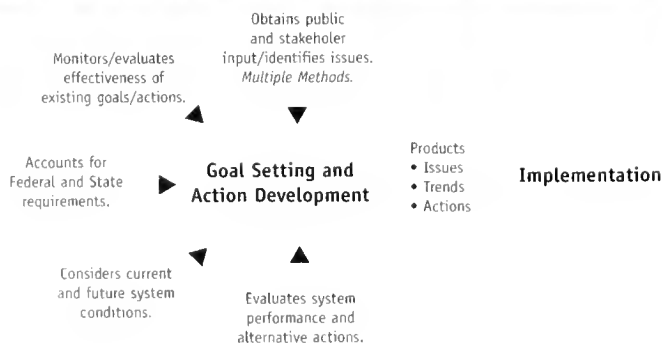 Obtains public
and stakeholer
input/identifies issues.
Multiple Methods.
Monitors/evaluates
effectiveness of
existing goals/actions.
Accounts for
Federal and State
requirements.
Goal Setting and
Action Development
Products
• Issues
• Trends
• Actions
Implementation
Considers current
and future system
conditions.
Evaluates system
performance and
alternative actions.